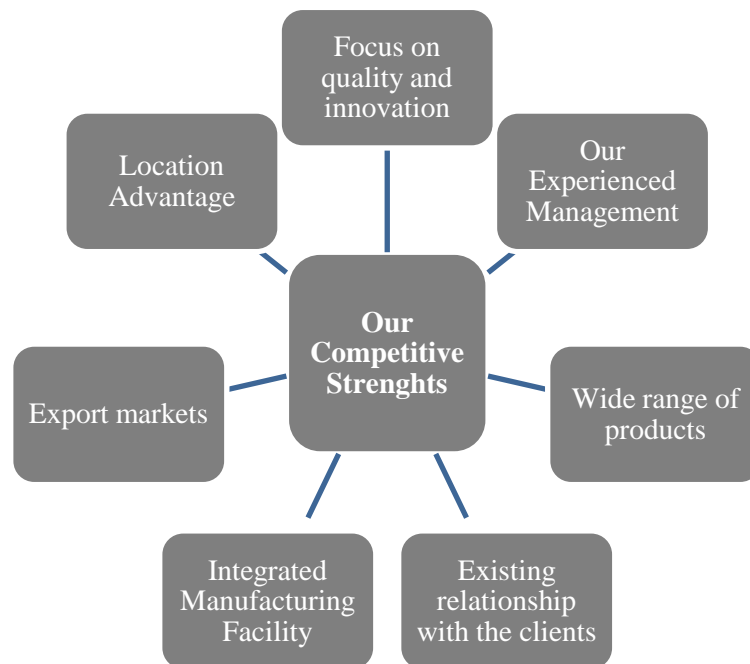 Focus on
quality and
innovation
Location
Advantage
Our
Experienced
Management
Our
Competitive
Strenghts
Export markets
Wide range of
products
Integrated
Manufacturing
Facility
Existing
relationship
with the clients